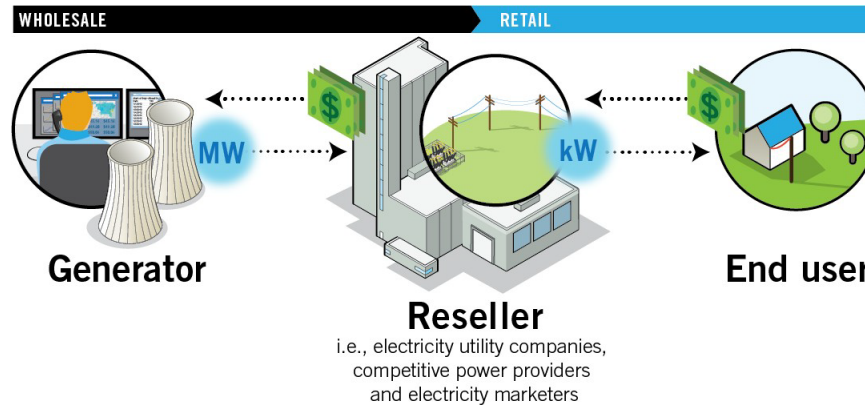 WHOLESALE
RETAIL
$
$
MW
kW
Generator
End user
Reseller
i.e., electricity utility companies,
competitive power providers
and electricity marketers